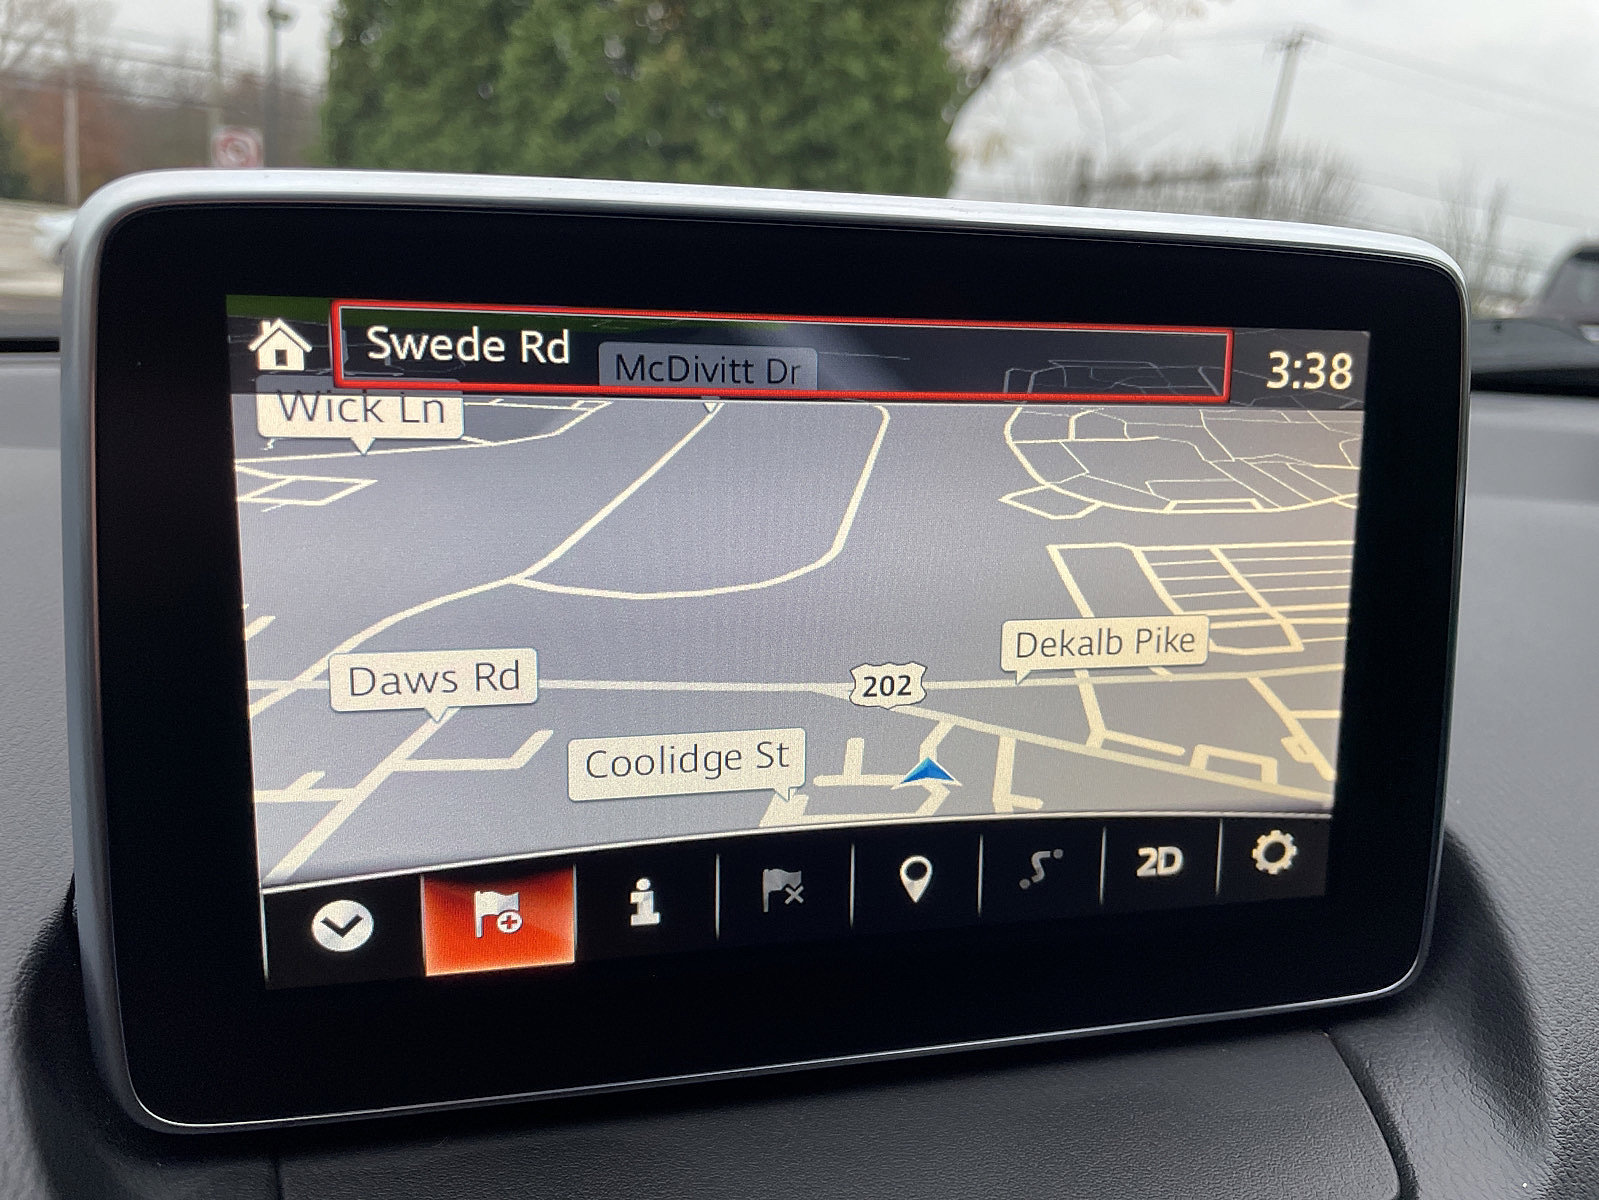 Swede Rd
McDivitt Dr
3:38
Wick Ln
Dekalb Pike
Daws Rd
202
Coolidge St
2D